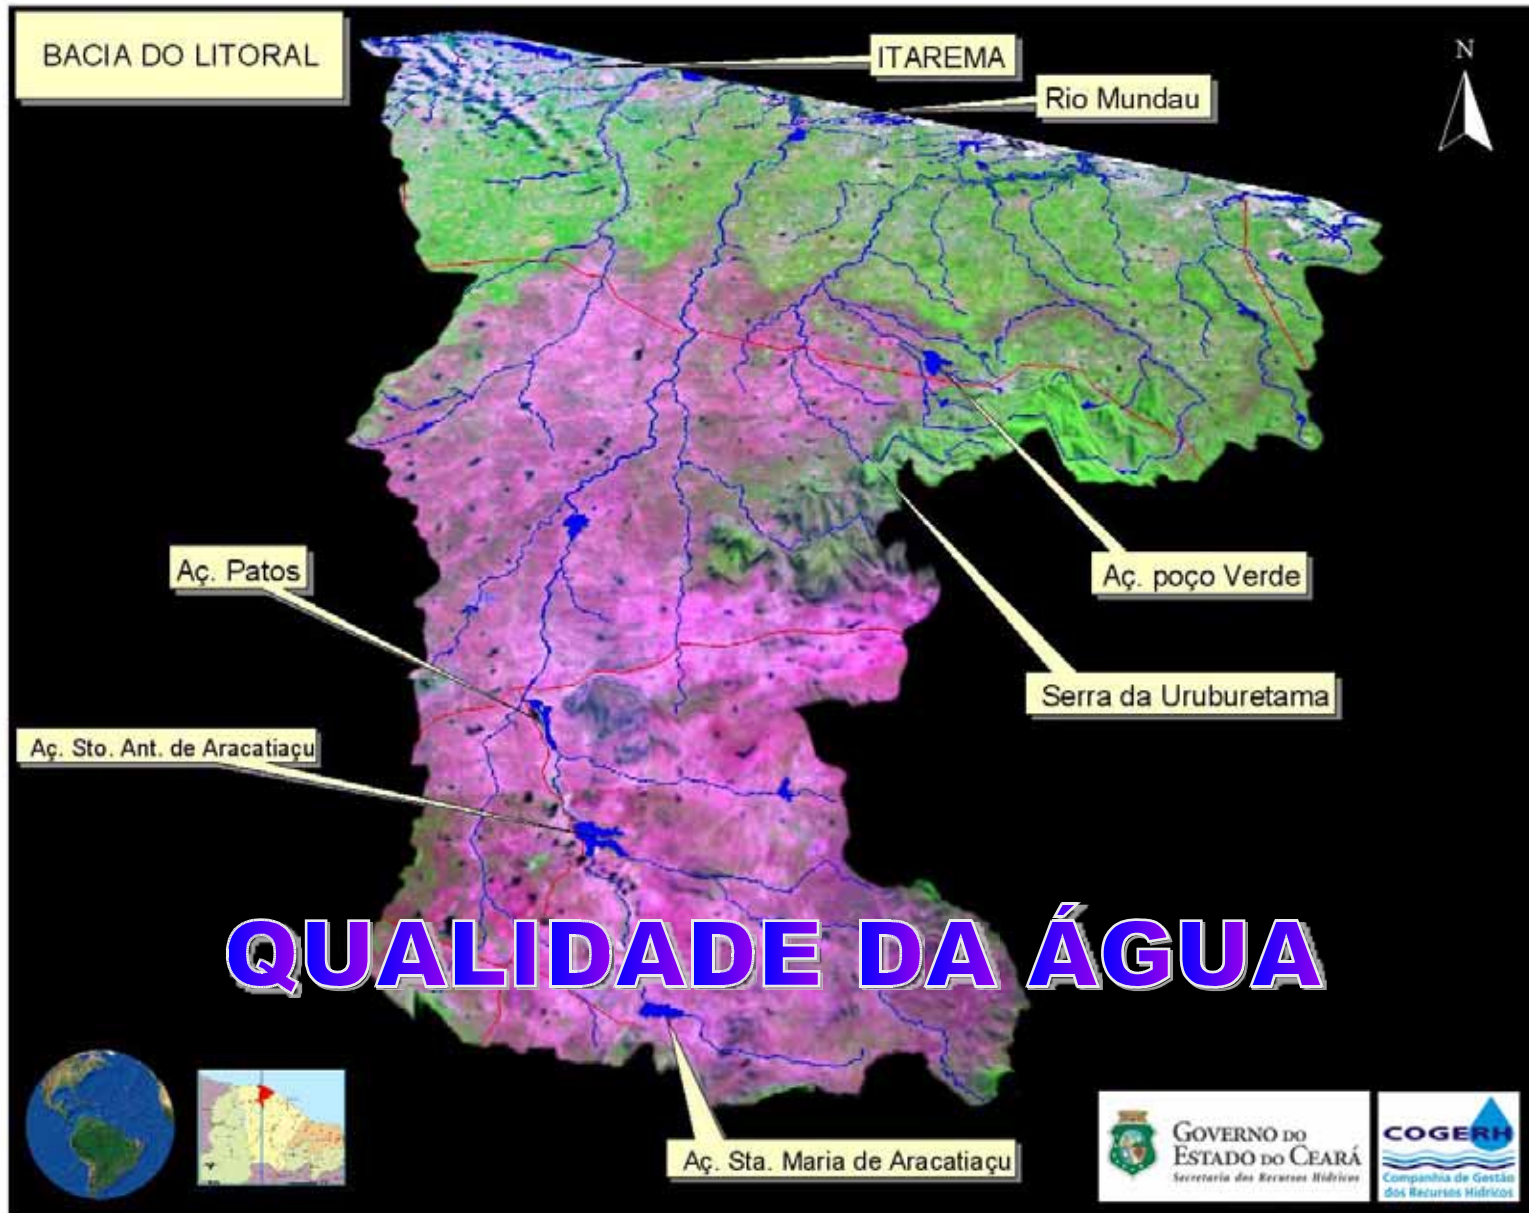 BACIA DO LITORAL
ITAREMA
Rio Mundau
N
Aç. Patos
Aç. poço Verde
Serra da Uruburetama
Aç. Sto. Ant. de Aracatiaçu
QUALIDADE DA ÁGUA
Aç. Sta. Maria de Aracatiaçu
GOVERNO DO
ESTADO DO CEARÁ
Secretaria dos Recursos Hídricos
COGERH
Companhia de Gestão
dos Recursos Hídricos